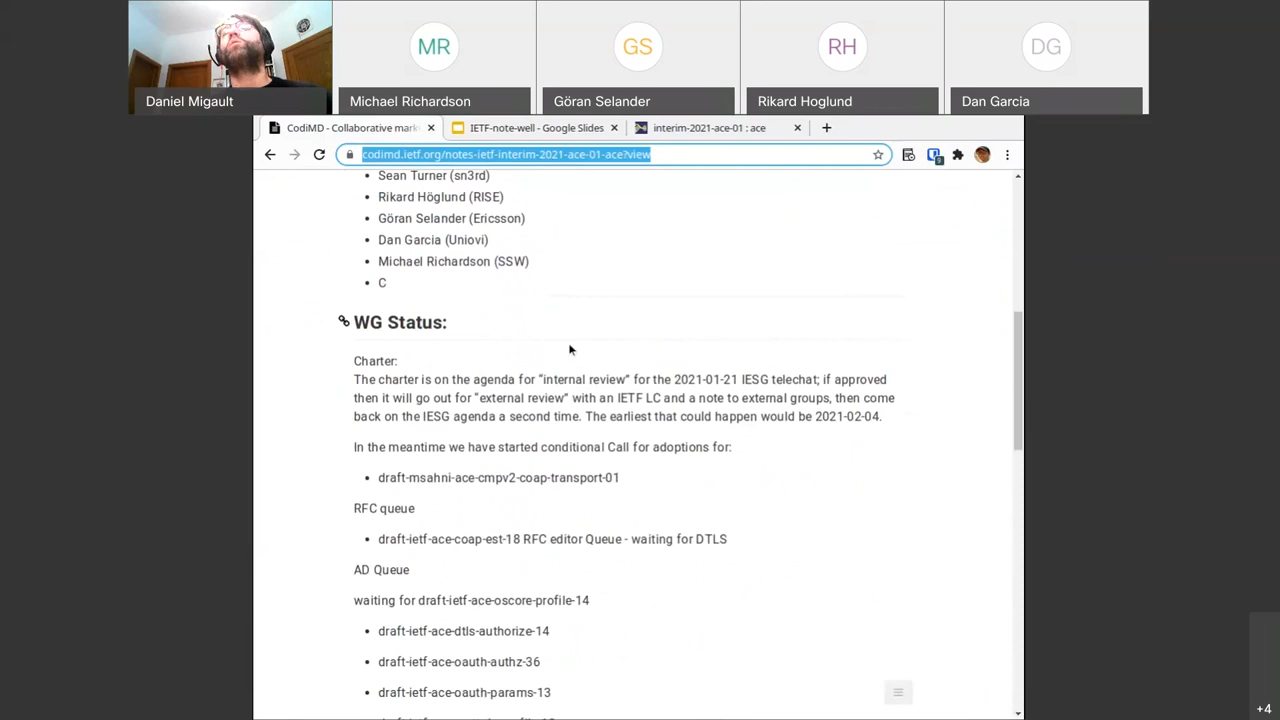 MR
GS
RH
DG
Daniel Migault
Michael Richardson
Göran Selander
Rikard Hoglund
Dan Garcia
CodiMD - Collaborative mark
IETF-note-well - Google Slides
interim-2021-ace-01 : ace
codimd.ietf.org/notes-ietf-interim-2021-ace-01-ace?view
Sean Turner (sn3rd)
Rikard Höglund (RISE)
Göran Selander (Ericsson)
Dan Garcia (Uniovi)
Michael Richardson (SSW)
C
WG Status:
Charter:
The charter is on the agenda for “internal review” for the 2021-01-21 IESG telechat; if approved
then it will go out for “external review” with an IETF LC and a note to external groups, then come
back on the IESG agenda a second time. The earliest that could happen would be 2021-02-04.
In the meantime we have started conditional Call for adoptions for:
draft-msahni-ace-cmpv2-coap-transport-01
RFC queue
draft-ietf-ace-coap-est-18 RFC editor Queue - waiting for DTLS
AD Queue
waiting for draft-ietf-ace-oscore-profile-14
draft-ietf-ace-dtls-authorize-14
draft-ietf-ace-oauth-authz-36
draft-ietf-ace-oauth-params-13
+4